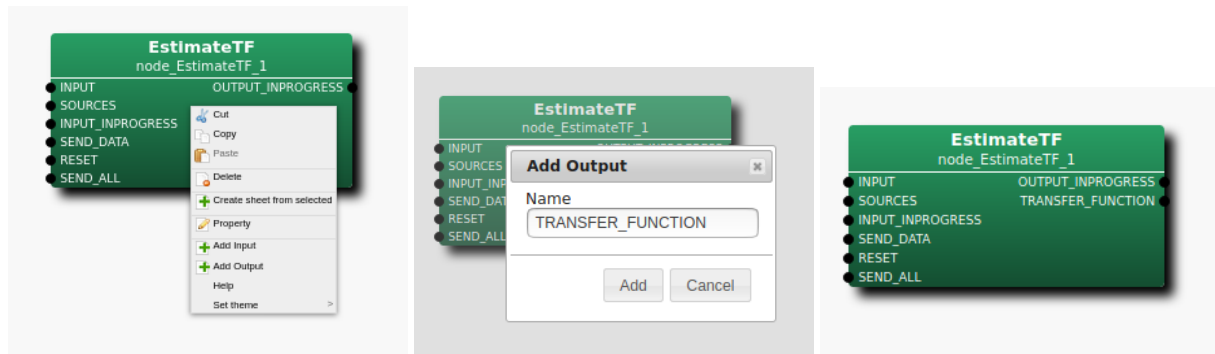 EstimateTF
node_EstimateTF_1
INPUT OUTPUT_INPROGRESS
SOURCES
INPUT_INPROGRESS
SEND_DATA
RESET
SEND_ALL
Cut
Copy
Paste
Delete
Create sheet from selected
Property
Add Input
Add Output
Help
Set theme >
EstimateTF
node_EstimateTF_1
INPUT
SOURCES
INPUT_INP
SEND_DAT
RESET
SEND_ALL
Add Output
Name
TRANSFER_FUNCTION
Add Cancel
EstimateTF
node_EstimateTF_1
INPUT OUTPUT_INPROGRESS
SOURCES TRANSFER_FUNCTION
INPUT_INPROGRESS
SEND_DATA
RESET
SEND_ALL